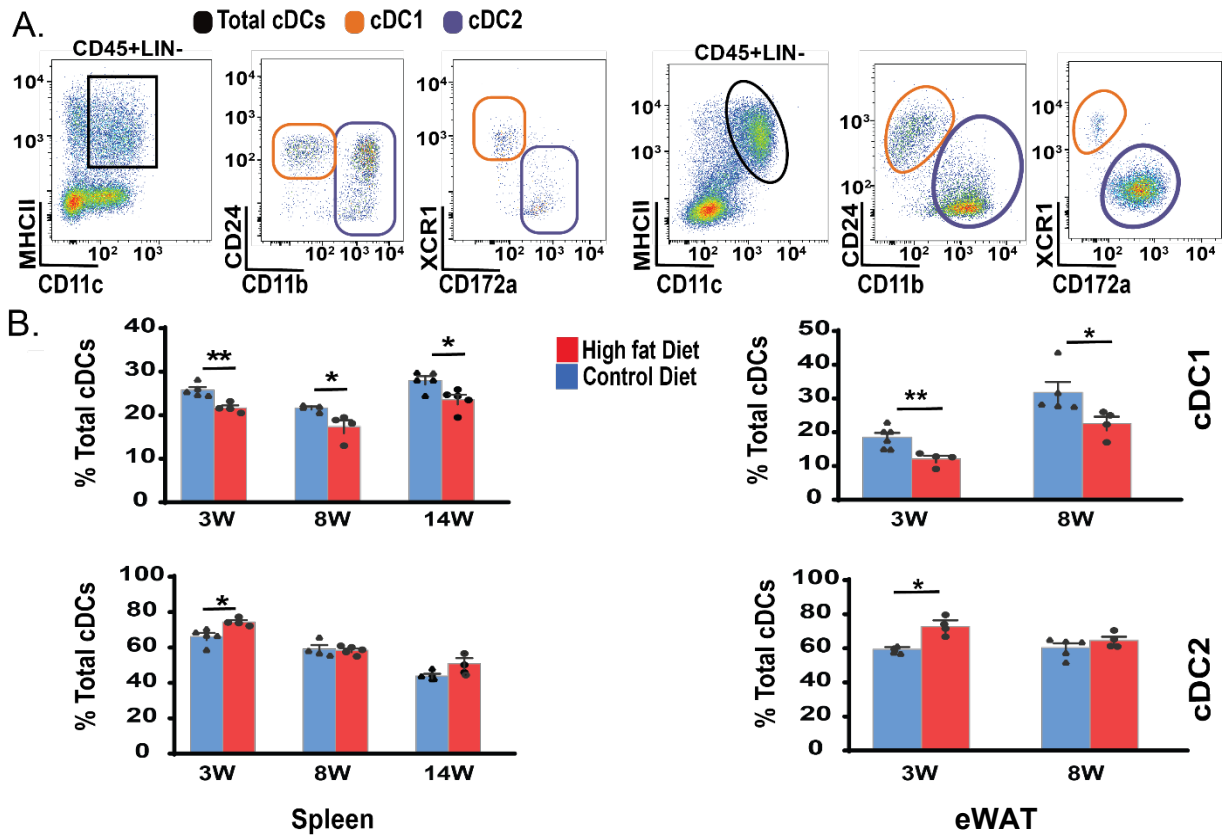 A.
Total cDCs cDC1 cDC2
CD45+LIN-
10⁴
10³
MHCII
10² 10³
CD11c
10²
CD24
10² 10³ 10⁴
CD11b
10³
XCR1
10² 10⁴
CD172a
CD45+LIN-
10⁴
10³
MHCII
10² 10³ 10⁴
CD11c
10³
10²
CD24
10² 10³ 10⁴
CD11b
10⁴
10³
XCR1
10² 10³ 10⁴
CD172a
B.
% Total cDCs
40
30
20
10
0
** * *
3W 8W 14W
High fat Diet
Control Diet
% Total cDCs
50
40
30
20
10
0
** *
3W 8W
cDC1
% Total cDCs
100
80
60
40
20
0
*
3W 8W 14W
Spleen
% Total cDCs
100
80
60
40
20
0
*
3W 8W
eWAT
cDC2